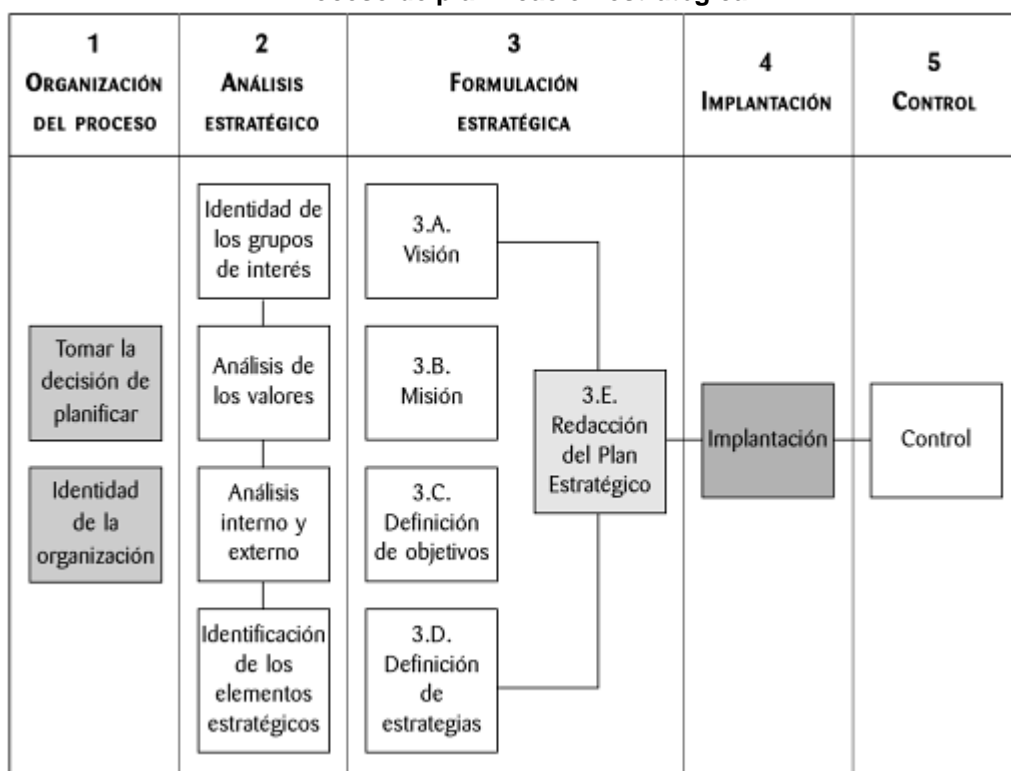 1
ORGANIZACIÓN
DEL PROCESO
2
ANÁLISIS
ESTRATÉGICO
3
FORMULACIÓN
ESTRATÉGICA
4
IMPLANTACIÓN
5
CONTROL
Tomar la
decisión de
planificar
Identidad
de la
organización
Identidad de
los grupos
de interés
Análisis de
los valores
Análisis
interno y
externo
Identificación
de los
elementos
estratégicos
3.A.
Visión
3.B.
Misión
3.C.
Definición
de objetivos
3.D.
Definición
de
estrategias
3.E.
Redacción
del Plan
Estratégico
Implantación
Control